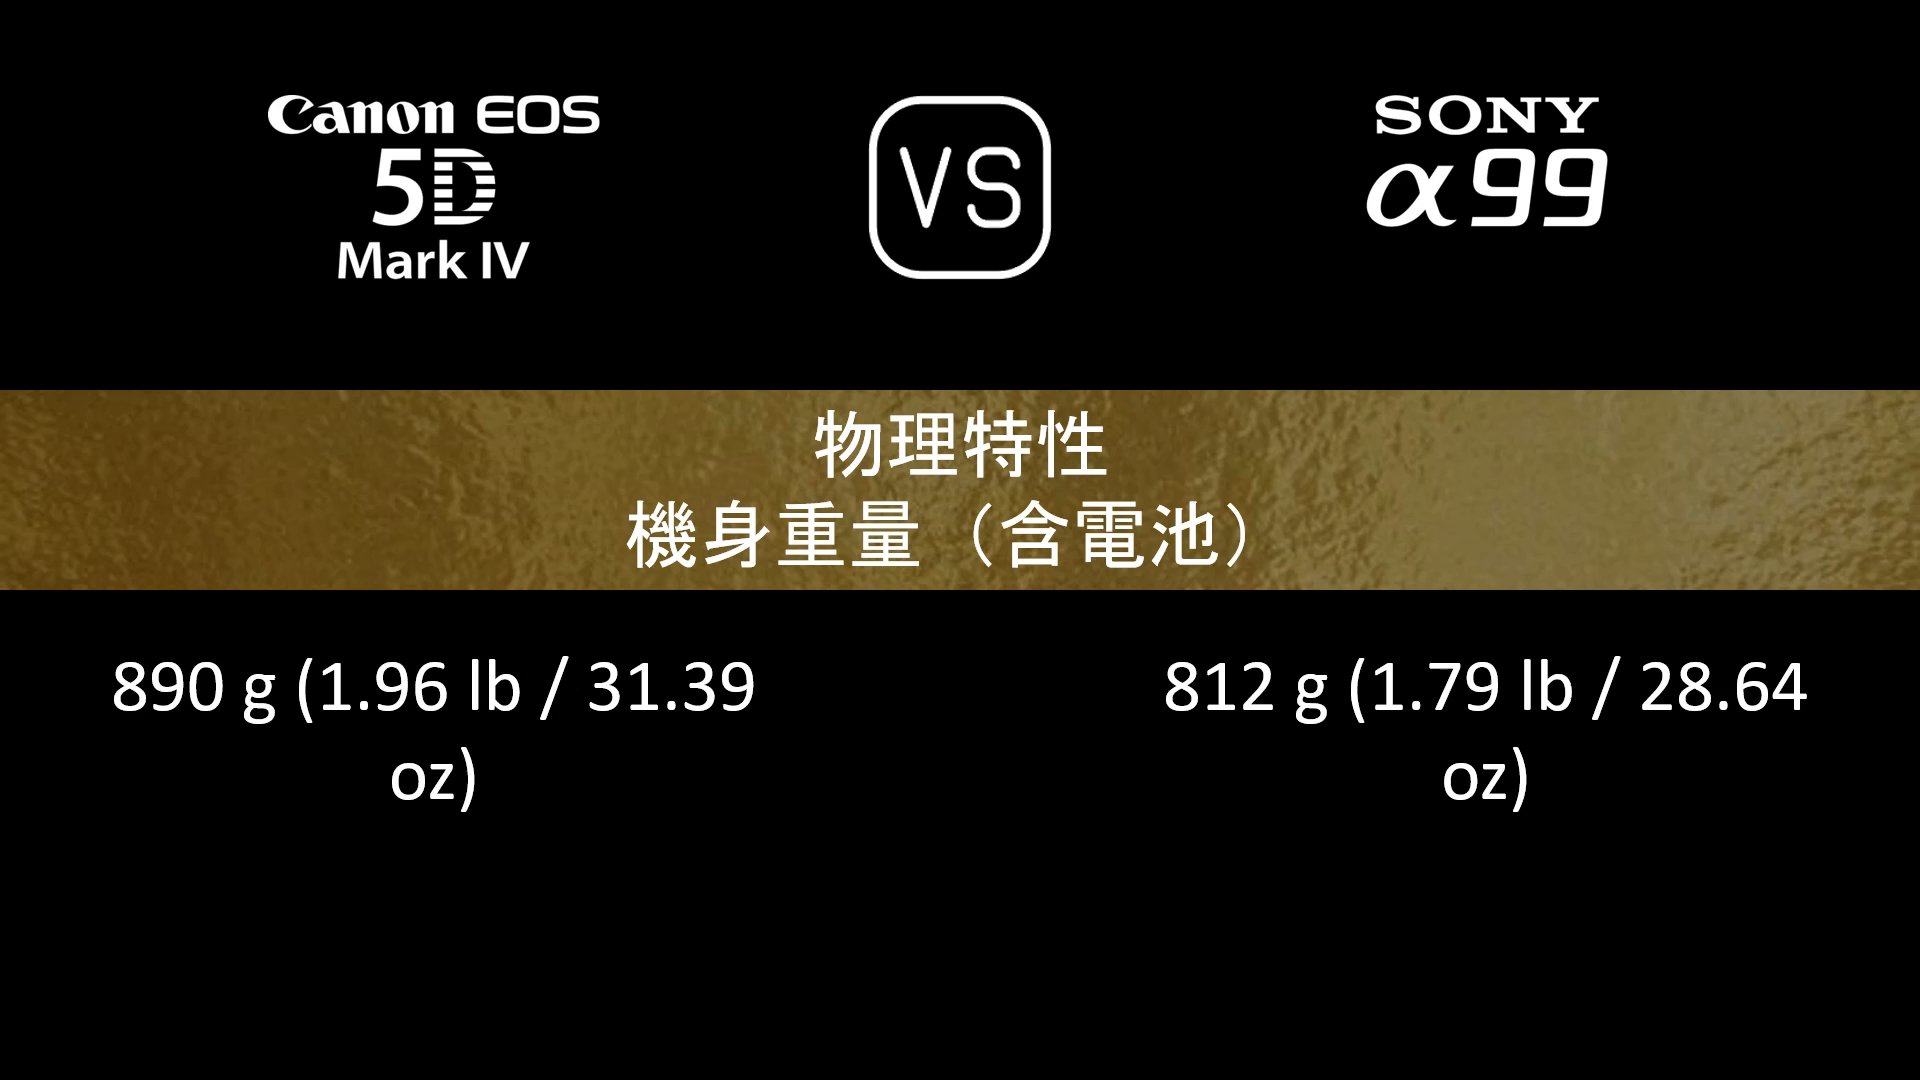 Canon EOS
5D
Mark IV
VS
SONY
α99
物理特性
機身重量（含電池）
890 g (1.96 lb / 31.39
oz)
812 g (1.79 lb / 28.64
oz)